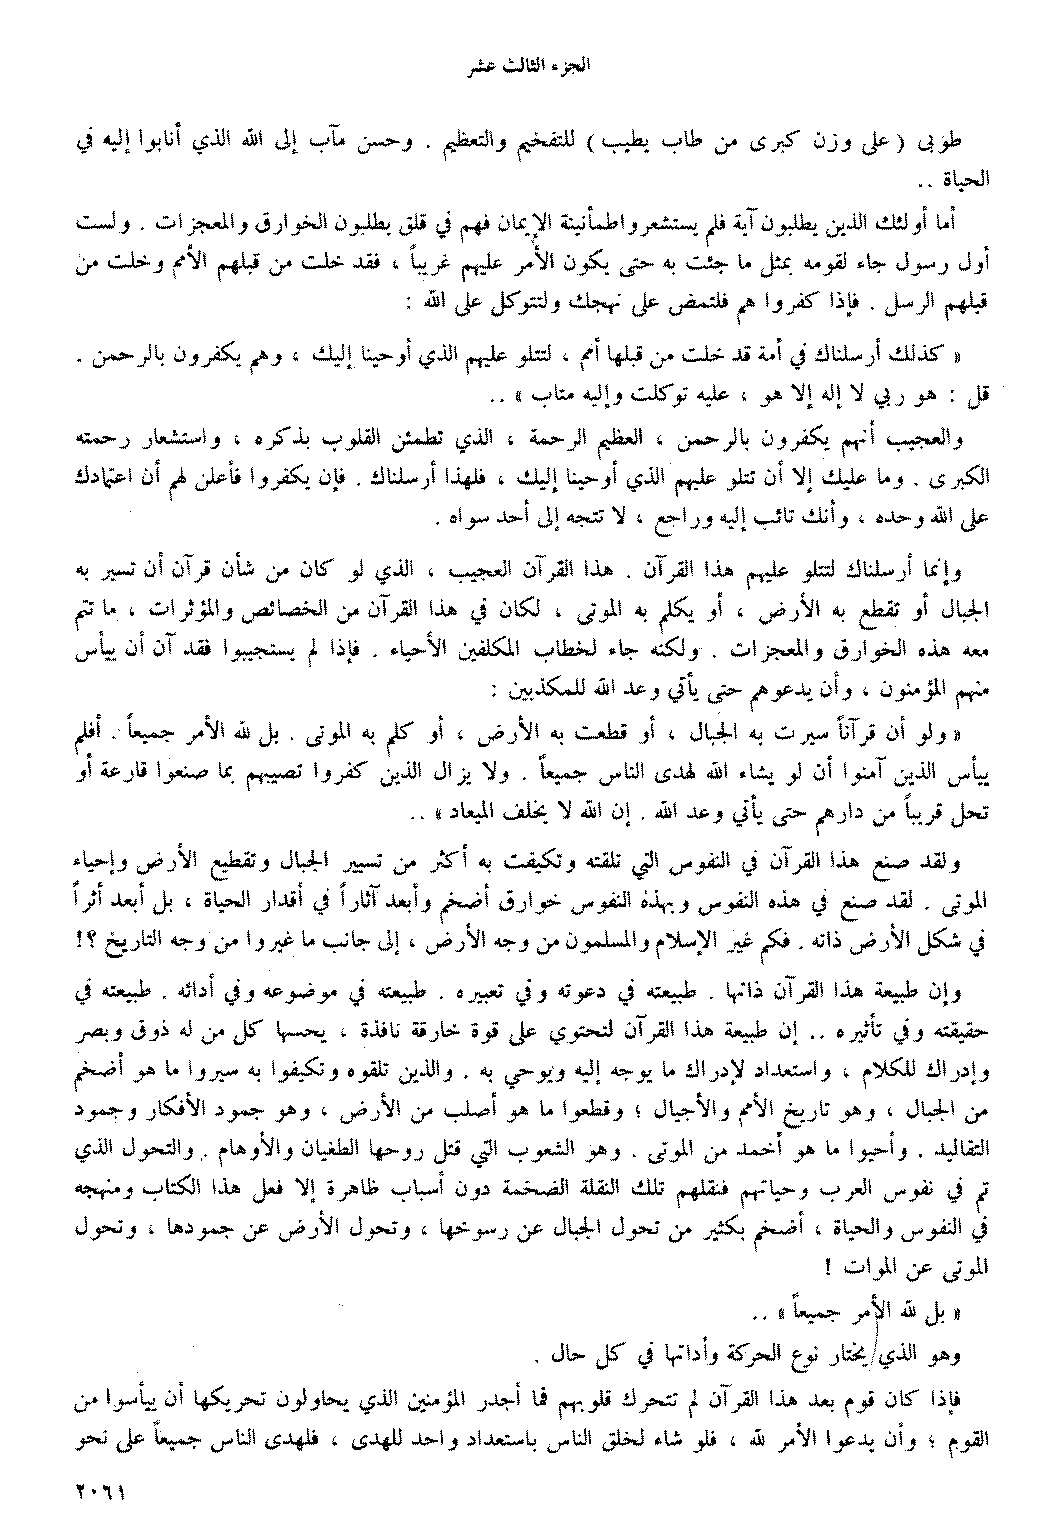 الجزء الثالث عشر
طوبى ( على وزن كبرى من طاب يطيب ) للتفخيم والتعظيم . وحسن مآب إلى الله الذي أنابوا إليه في
الحياة ..
أما أولئك الذين يطلبون آية فلم يستشعروا طمأنينة الإيمان فهم في قلق يطلبون الخوارق والمعجزات . ولست
أول رسول جاء لقومه بمثل ما جئت به حتى يكون الأمر عليهم غريباً ، فقد خلت من قبلهم الأمم وخلت من
قبلهم الرسل . فإذا كفروا هم فلتمض على نهجك ولتتوكل على الله :
« كذلك أرسلناك في أمة قد خلت من قبلها أمم ، لتتلو عليهم الذي أوحينا إليك ، وهم يكفرون بالرحمن .
قل : هو ربي لا إله إلا هو ، عليه توكلت وإليه متاب » ..
والعجيب أنهم يكفرون بالرحمن ، العظيم الرحمة ، الذي تطمئن القلوب بذكره ، واستشعار رحمته
الكبرى . وما عليك إلا أن تتلو عليهم الذي أوحينا إليك ، فلهذا أرسلناك . فإن يكفروا فأعلن لهم أن اعتمادك
على الله وحده ، وأنك تائب إليه وراجع ، لا تتجه إلى أحد سواه .
وإنما أرسلناك لتتلو عليهم هذا القرآن . هذا القرآن العجيب ، الذي لو كان من شأن قرآن أن تسير به
الجبال أو تقطع به الأرض ، أو يكلم به الموتى ، لكان في هذا القرآن من الخصائص والمؤثرات ، ما تتم
معه هذه الخوارق والمعجزات . ولكنه جاء لخطاب المكلفين الأحياء . فإذا لم يستجيبوا فقد آن أن ييأس
منهم المؤمنون ، وأن يدعوهم حتى يأتي وعد الله للمكذبين :
« ولو أن قرآناً سيرت به الجبال ، أو قطعت به الأرض ، أو كلم به الموتى . بل لله الأمر جميعاً . أفلم
ييأس الذين آمنوا أن لو يشاء الله لهدى الناس جميعاً . ولا يزال الذين كفروا تصيبهم بما صنعوا قارعة أو
تحل قريباً من دارهم حتى يأتي وعد الله . إن الله لا يخلف الميعاد » ..
ولقد صنع هذا القرآن في النفوس التي تلقته وتكيفت به أكثر من تسيير الجبال وتقطيع الأرض وإحياء
الموتى . لقد صنع في هذه النفوس وبهذه النفوس خوارق أضخم وأبعد آثاراً في أقدار الحياة ، بل أبعد أثراً
في شكل الأرض ذاته . فكم غير الإسلام والمسلمون من وجه الأرض ، إلى جانب ما غيروا من وجه التاريخ ؟!
وإن طبيعة هذا القرآن ذاتها . طبيعته في دعوته وفي تعبيره . طبيعته في موضوعه وفي أدائه . طبيعته في
حقيقته وفي تأثيره .. إن طبيعة هذا القرآن لتحتوي على قوة خارقة نافذة ، يحسها كل من له ذوق وبصر
وإدراك للكلام ، واستعداد لإدراك ما يوجه إليه ويوحي به . والذين تلقوه وتكيفوا به سيروا ما هو أضخم
من الجبال ، وهو تاريخ الأمم والأجيال ؛ وقطعوا ما هو أصلب من الأرض ، وهو جمود الأفكار وجمود
التقاليد . وأحيوا ما هو أخمد من الموتى . وهو الشعوب التي قتل روحها الطغيان والأوهام . والتحول الذي
تم في نفوس العرب وحياتهم فنقلهم تلك النقلة الضخمة دون أسباب ظاهرة إلا فعل هذا الكتاب ومنهجه
في النفوس والحياة ، أضخم بكثير من تحول الجبال عن رسوخها ، وتحول الأرض عن جمودها ، وتحول
الموتى عن الموات !
« بل لله الأمر جميعاً » ..
وهو الذي يختار نوع الحركة وأداتها في كل حال .
فإذا كان قوم بعد هذا القرآن لم تتحرك قلوبهم فما أجدر المؤمنين الذي يحاولون تحريكها أن ييأسوا من
القوم ؛ وأن يدعوا الأمر لله ، فلو شاء لخلق الناس باستعداد واحد للهدى ، فلهدى الناس جميعاً على نحو
٢٠٦١